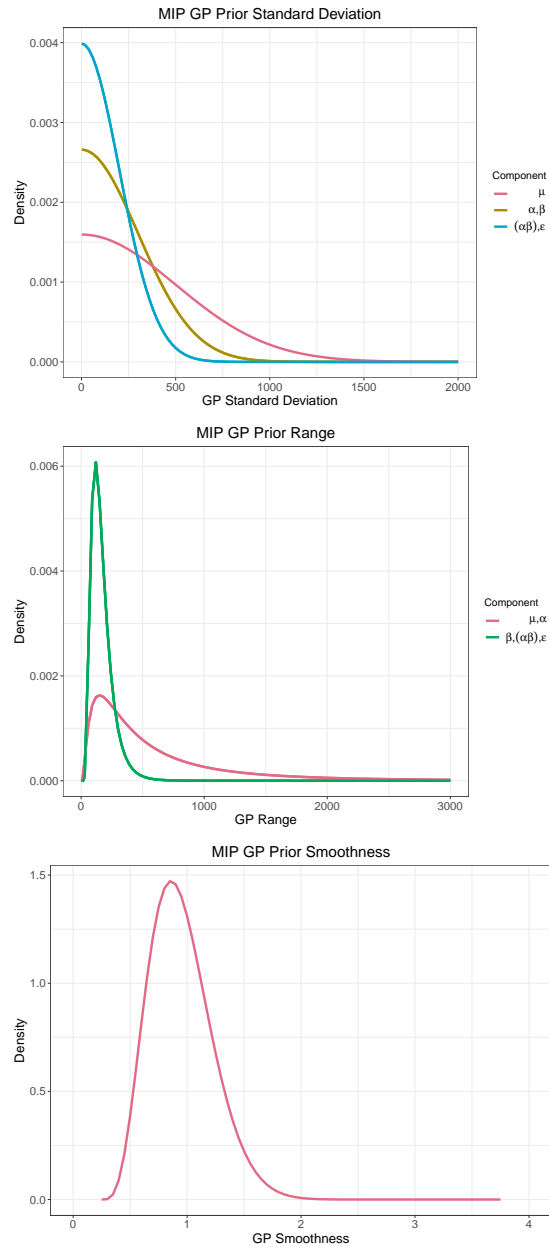 MIP GP Prior Standard Deviation
0.004
0.003
0.002
0.001
0.000
Density
0 500 1000 1500 2000
GP Standard Deviation
Component
μ
α,β
(αβ),ε
MIP GP Prior Range
0.006
0.004
0.002
0.000
Density
0 1000 2000 3000
GP Range
Component
μ,α
β,(αβ),ε
MIP GP Prior Smoothness
1.5
1.0
0.5
0.0
Density
0 1 2 3 4
GP Smoothness